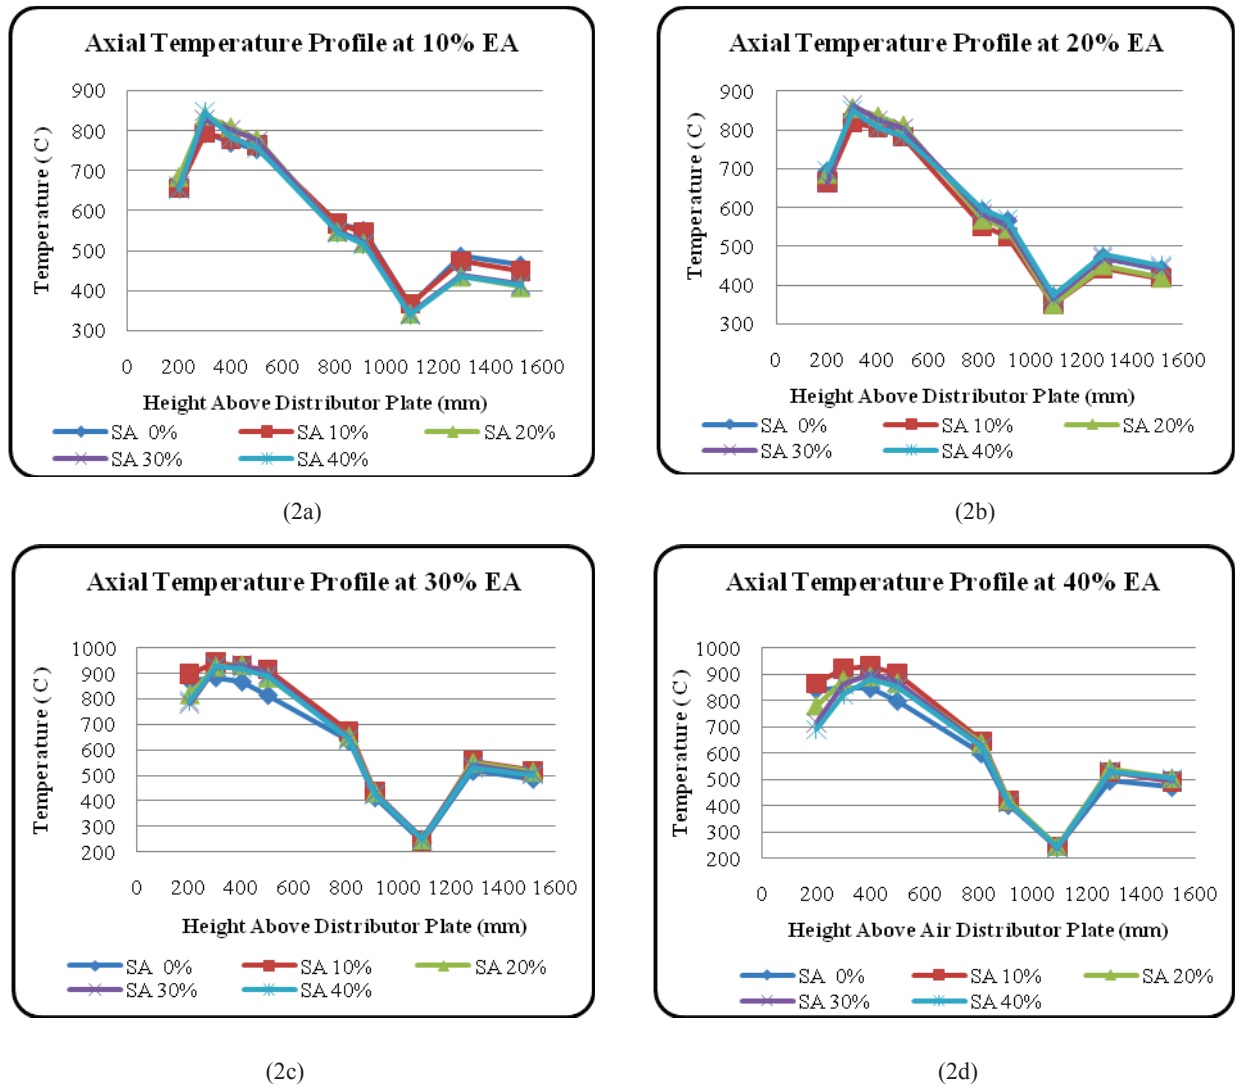 Axial Temperature Profile at 10% EA
Temperature ( C )
900
800
700
600
500
400
300
0 200 400 600 800 1000 1200 1400 1600
Height Above Distributor Plate (mm)
SA 0% SA 10% SA 20%
SA 30% SA 40%
(2a)
Axial Temperature Profile at 20% EA
Temperature ( C )
900
800
700
600
500
400
300
0 200 400 600 800 1000 1200 1400 1600
Height Above Distributor Plate (mm)
SA 0% SA 10% SA 20%
SA 30% SA 40%
(2b)
Axial Temperature Profile at 30% EA
Temperature ( C )
1000
900
800
700
600
500
400
300
200
0 200 400 600 800 1000 1200 1400 1600
Height Above Distributor Plate (mm)
SA 0% SA 10% SA 20%
SA 30% SA 40%
(2c)
Axial Temperature Profile at 40% EA
Temperature ( C )
1000
900
800
700
600
500
400
300
200
0 200 400 600 800 1000 1200 1400 1600
Height Above Air Distributor Plate (mm)
SA 0% SA 10% SA 20%
SA 30% SA 40%
(2d)